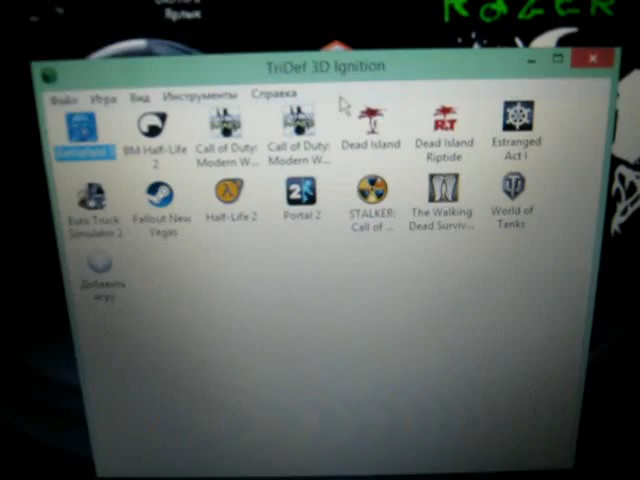 Ярлык
RAZER
TriDef 3D Ignition
Файл Игра Вид Инструменты Справка
BM Half-Life
2
Call of Duty:
Modern W...
Call of Duty:
Modern W...
Dead Island
Dead Island
Riptide
Estranged
Act I
Euro Truck
Simulator 2
Fallout New
Vegas
Half-Life 2
Portal 2
STALKER:
Call of ...
The Walking
Dead Surviv...
World of
Tanks
Добавить
игру